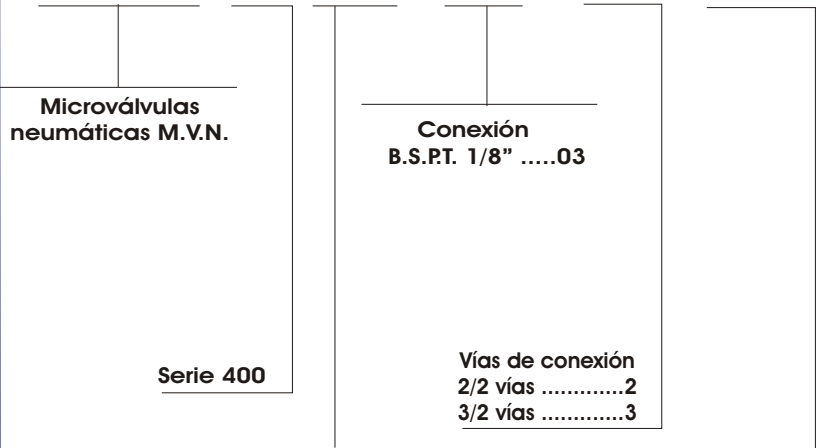 Microválvulas
neumáticas M.V.N.
Conexión
B.S.P.T. 1/8” .....03
Serie 400
Vías de conexión
2/2 vías .............2
3/2 vías .............3